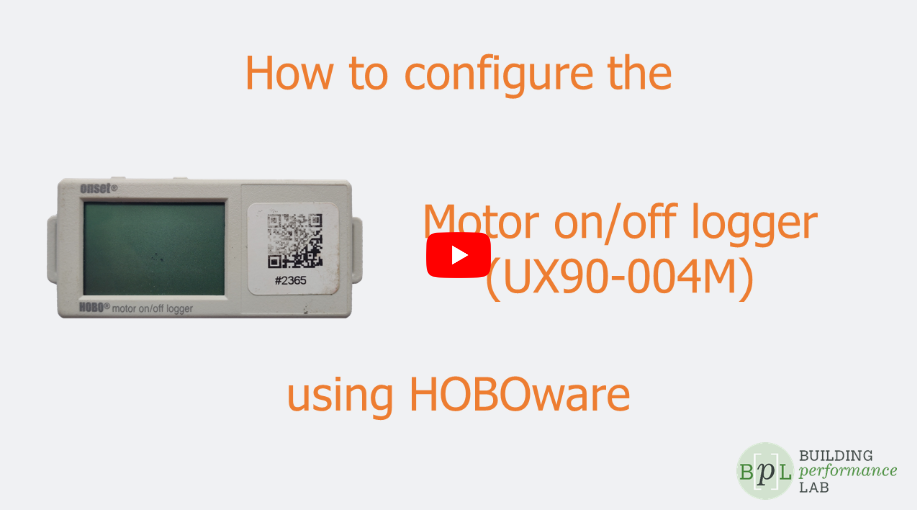 How to configure the
onset®
#2365
HOBO® motor on/off logger
Motor on/off logger
(UX90-004M)
using HOBOware
B[p]L
BUILDING
performance
LAB